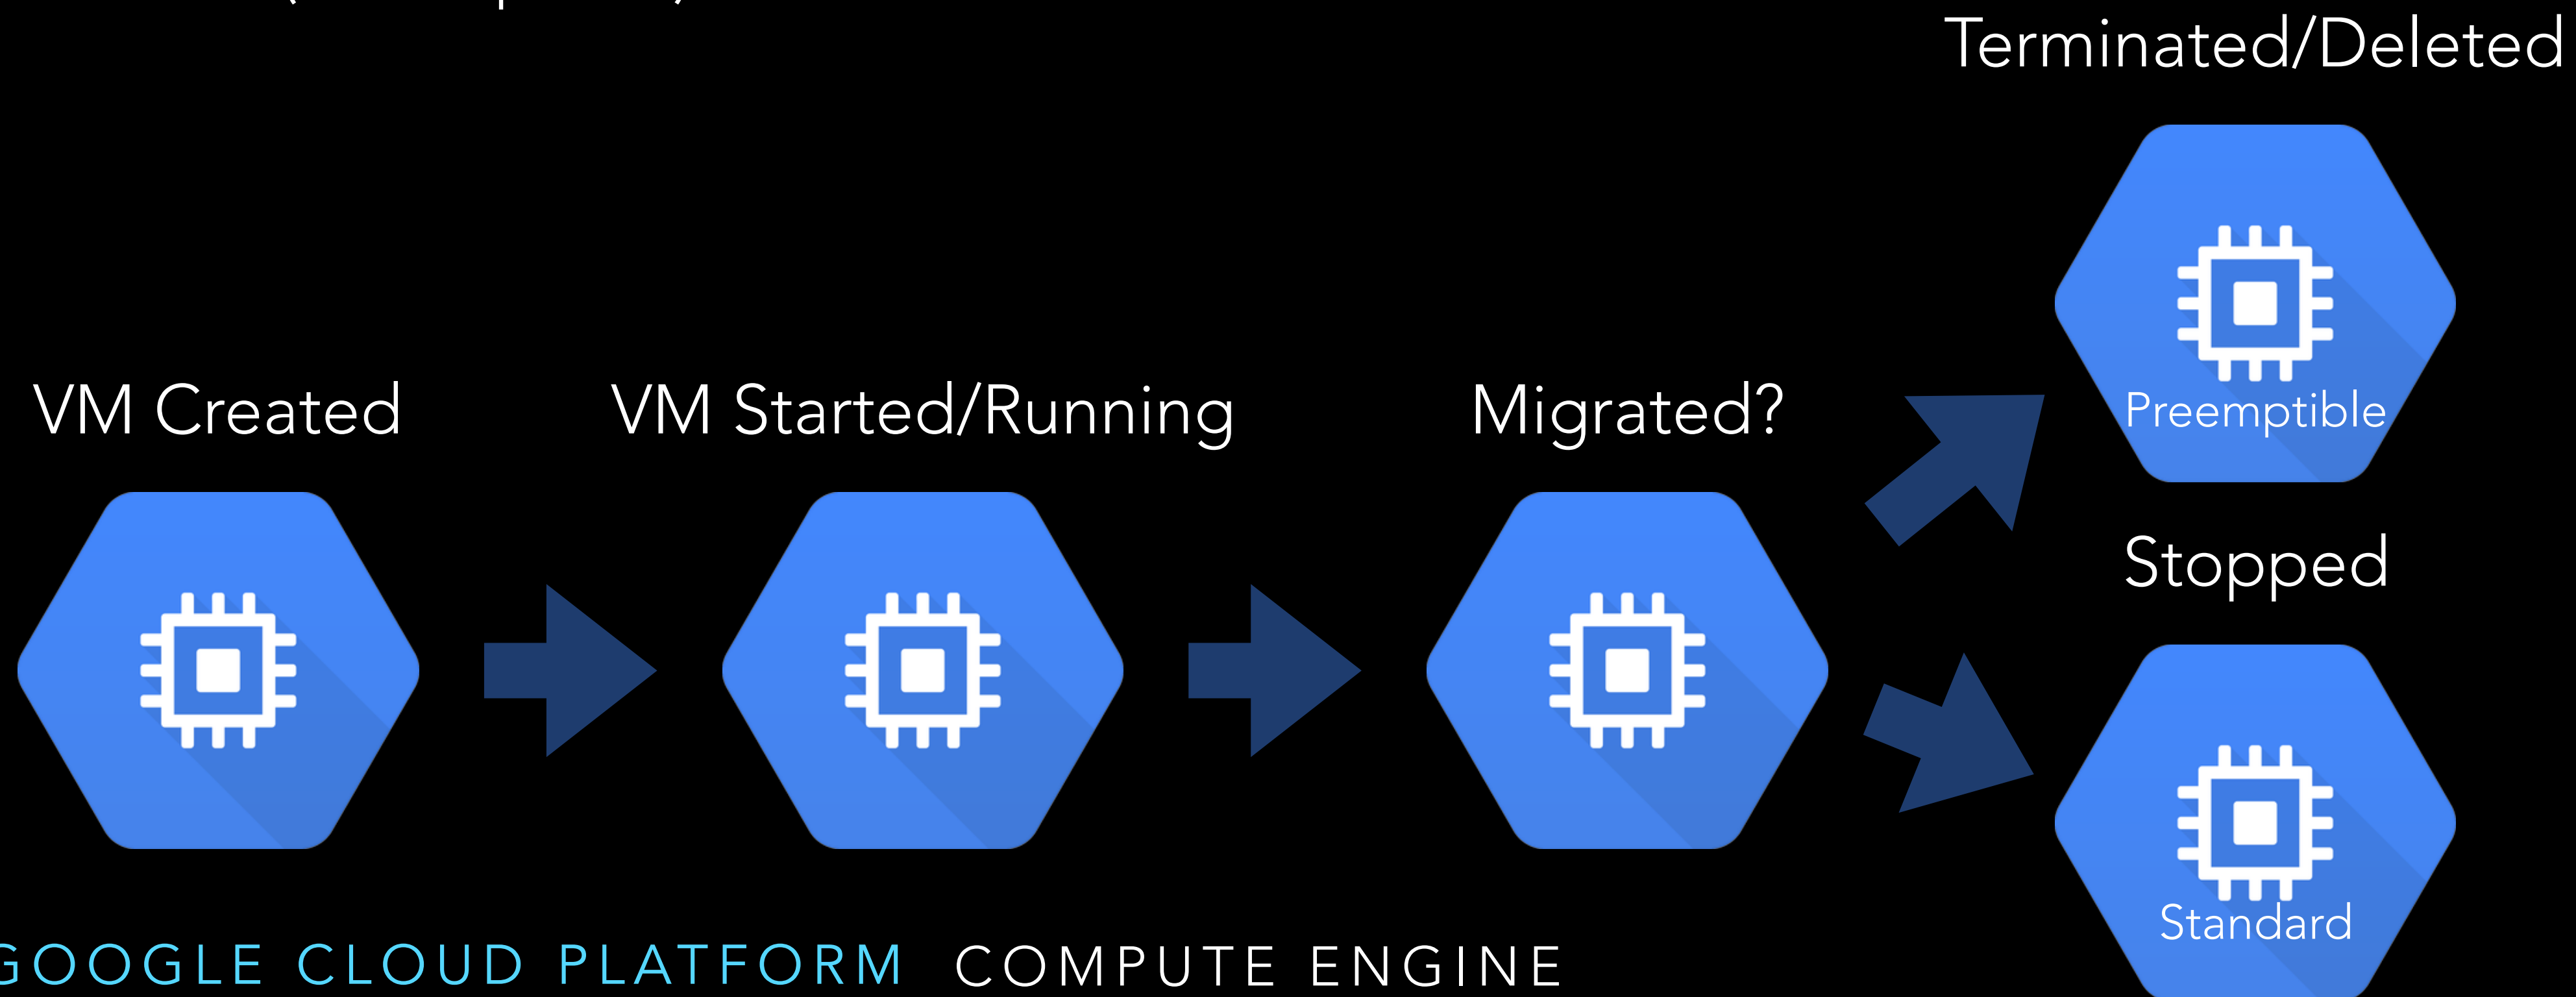 Terminated/Deleted
VM Created
VM Started/Running
Migrated?
Preemptible
Stopped
Standard
GOOGLE CLOUD PLATFORM COMPUTE ENGINE